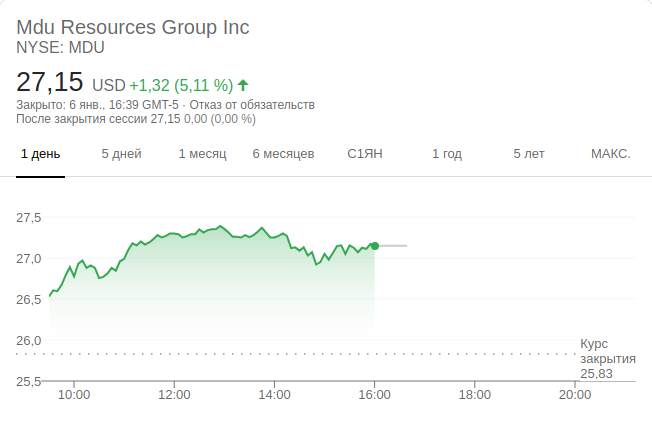 Mdu Resources Group Inc
NYSE: MDU
27,15 USD +1,32 (5,11 %)
Закрыто: 6 янв., 16:39 GMT-5 · Отказ от обязательств
После закрытия сессии 27,15 0,00 (0,00 %)
1 день 5 дней 1 месяц 6 месяцев С1ЯН 1 год 5 лет МАКС.
27,5
27,0
26,5
26,0
Курс
закрытия
25,83
25,5
10:00 12:00 14:00 16:00 18:00 20:00